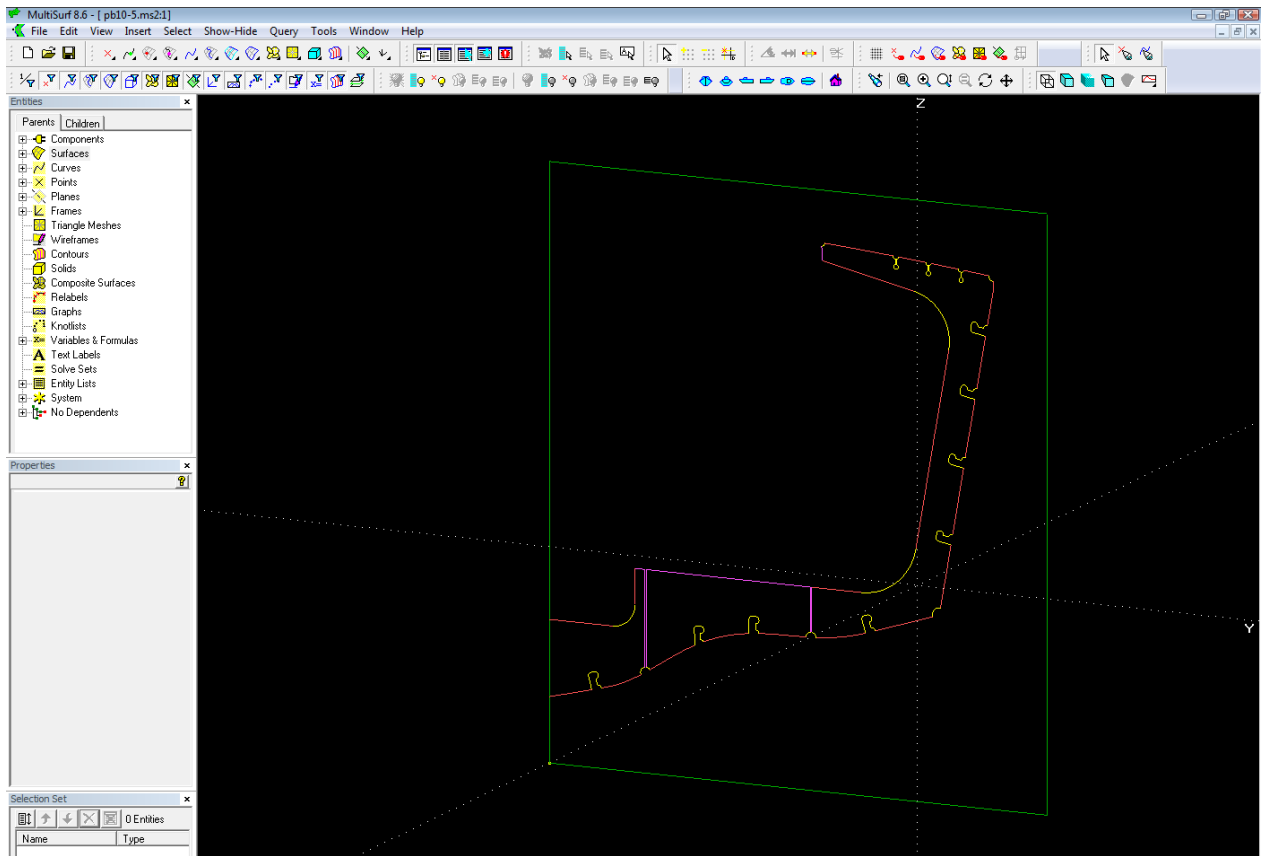 MultiSurf 8.6 - [ pb10-5.ms2:1]
File Edit View Insert Select Show-Hide Query Tools Window Help
Entities
Parents Children
Components
Surfaces
Curves
Points
Planes
Frames
Triangle Meshes
Wireframes
Contours
Solids
Composite Surfaces
Relabels
Graphs
Knotlists
Variables & Formulas
Text Labels
Solve Sets
Entity Lists
System
No Dependents
Properties
Selection Set
0 Entities
Name Type
Z
Y